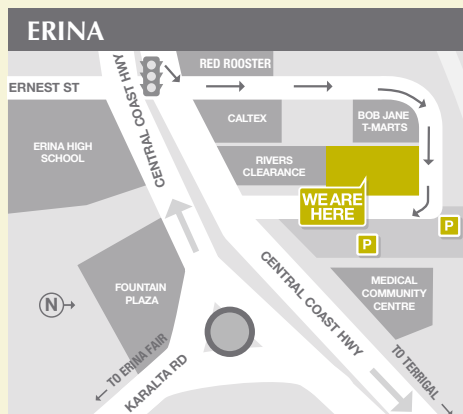 ERINA
RED ROOSTER
ERNEST ST
CENTRAL COAST HWY
CALTEX
BOB JANE
T-MARTS
ERINA HIGH
SCHOOL
RIVERS
CLEARANCE
WE ARE
HERE
P
P
CENTRAL COAST HWY
FOUNTAIN
PLAZA
MEDICAL
COMMUNITY
CENTRE
N
TO ERINA FAIR
KARALTA RD
TO TERRIGAL